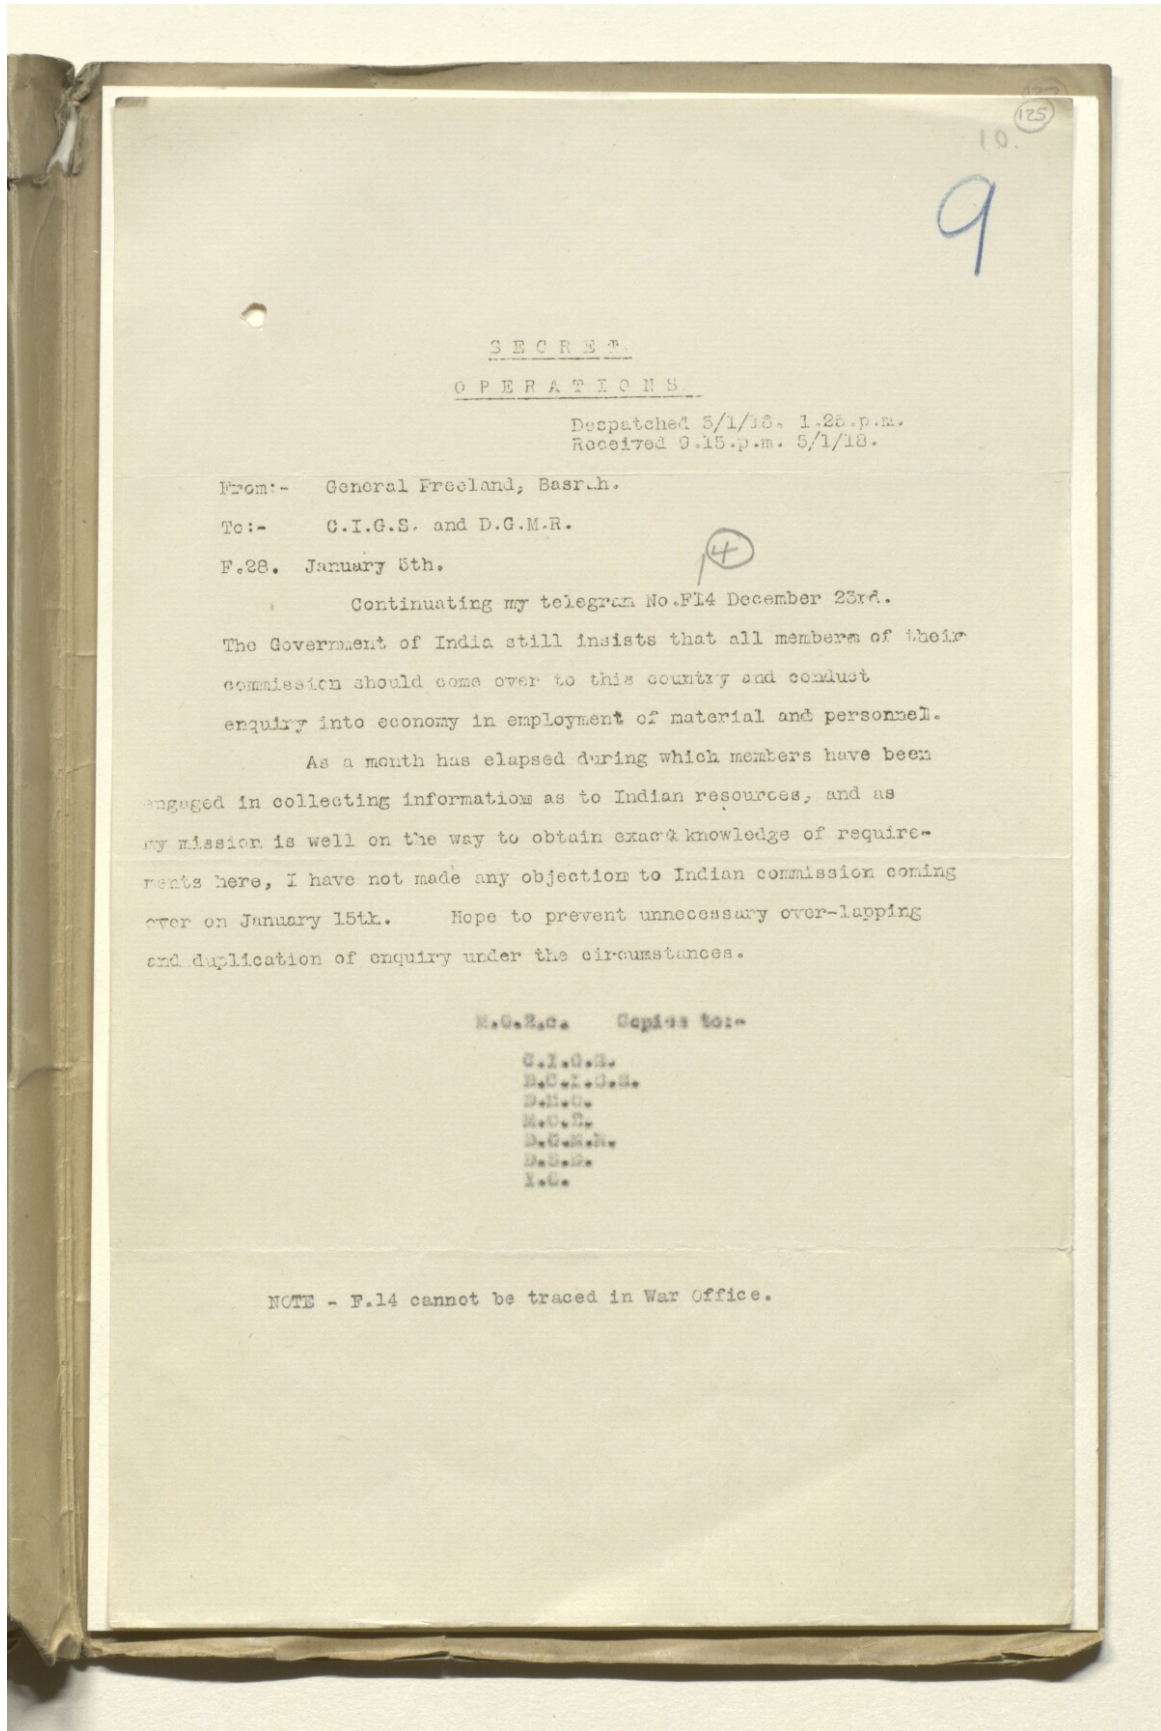 125
10.
9
SECRET.
OPERATIONS.
Despatched 5/1/18. 1.25.p.m.
Received 9.15.p.m. 5/1/18.
From:- General Freeland, Basrah.
To:- C.I.G.S. and D.G.M.R.
4
F.28. January 5th.
Continuating my telegram No.F14 December 23rd.
The Government of India still insists that all members of their
commission should come over to this country and conduct
enquiry into economy in employment of material and personnel.
As a month has elapsed during which members have been
engaged in collecting information as to Indian resources, and as
my mission is well on the way to obtain exact knowledge of require-
ments here, I have not made any objection to Indian commission coming
over on January 15th. Hope to prevent unnecessary over-lapping
and duplication of enquiry under the circumstances.
M.O.2.c. Copies to:-
C.I.G.S.
D.C.I.G.S.
D.M.O.
D.G.M.R.
NOTE - F.14 cannot be traced in War Office.